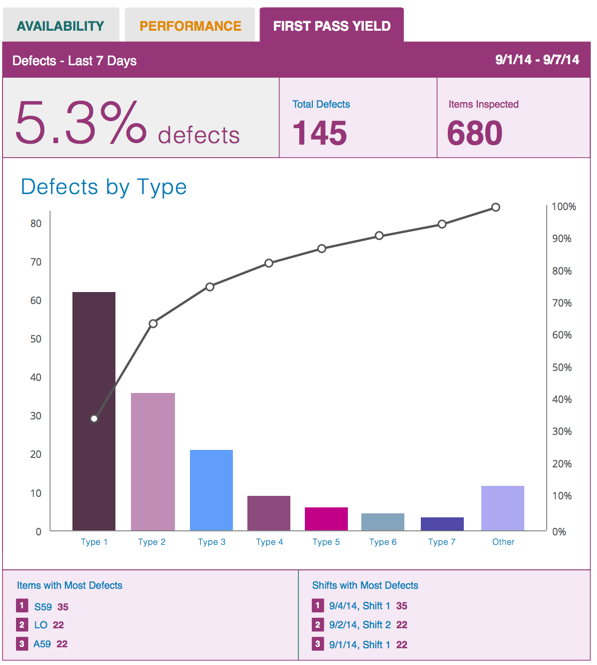 AVAILABILITY
PERFORMANCE
FIRST PASS YIELD
Defects - Last 7 Days
9/1/14 - 9/7/14
5.3% defects
Total Defects
145
Items Inspected
680
Defects by Type
80
70
60
50
40
30
20
10
0
100%
90%
80%
70%
60%
50%
40%
30%
20%
10%
0%
Type 1
Type 2
Type 3
Type 4
Type 5
Type 6
Type 7
Other
Items with Most Defects
1 S59 35
2 LO 22
3 A59 22
Shifts with Most Defects
1 9/4/14, Shift 1 35
2 9/2/14, Shift 2 22
3 9/1/14, Shift 1 22